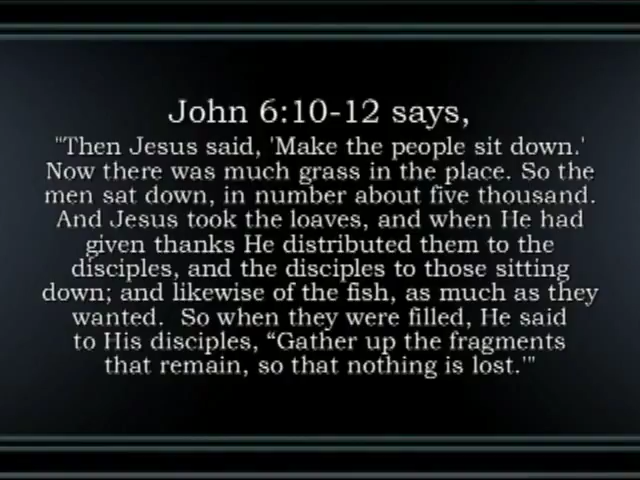 John 6:10-12 says,
"Then Jesus said, 'Make the people sit down.'
Now there was much grass in the place. So the
men sat down, in number about five thousand.
And Jesus took the loaves, and when He had
given thanks He distributed them to the
disciples, and the disciples to those sitting
down; and likewise of the fish, as much as they
wanted.  So when they were filled, He said
to His disciples, “Gather up the fragments
that remain, so that nothing is lost.'"